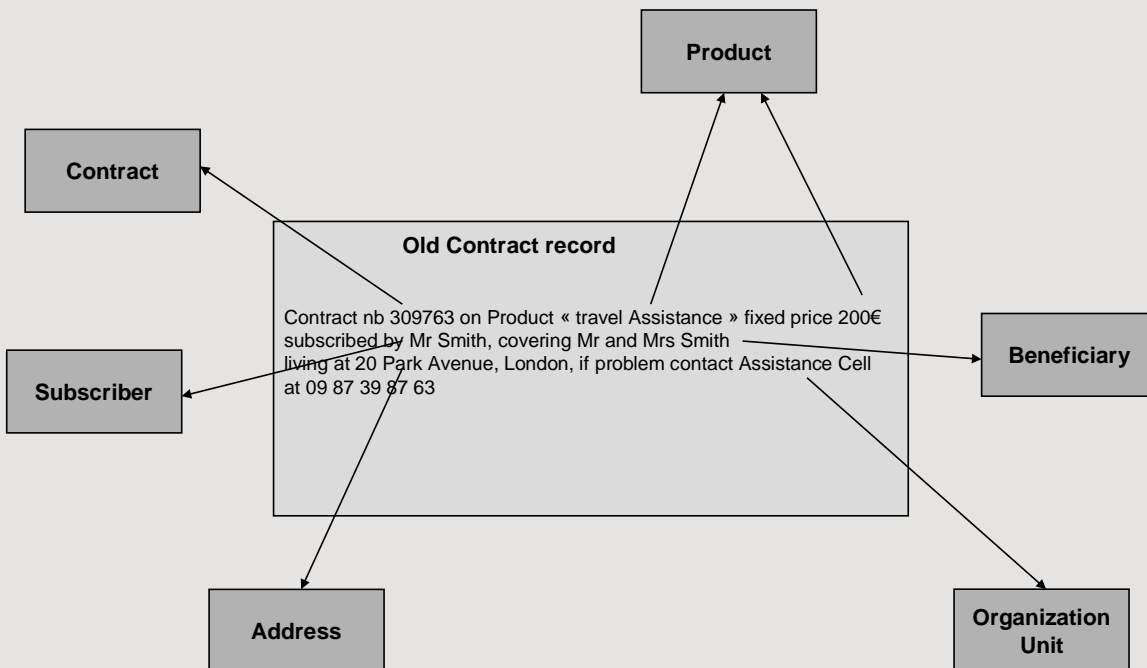 Product
Contract
Old Contract record
Contract nb 309763 on Product « travel Assistance » fixed price 200€
subscribed by Mr Smith, covering Mr and Mrs Smith
living at 20 Park Avenue, London, if problem contact Assistance Cell
at 09 87 39 87 63
Beneficiary
Subscriber
Address
Organization
Unit